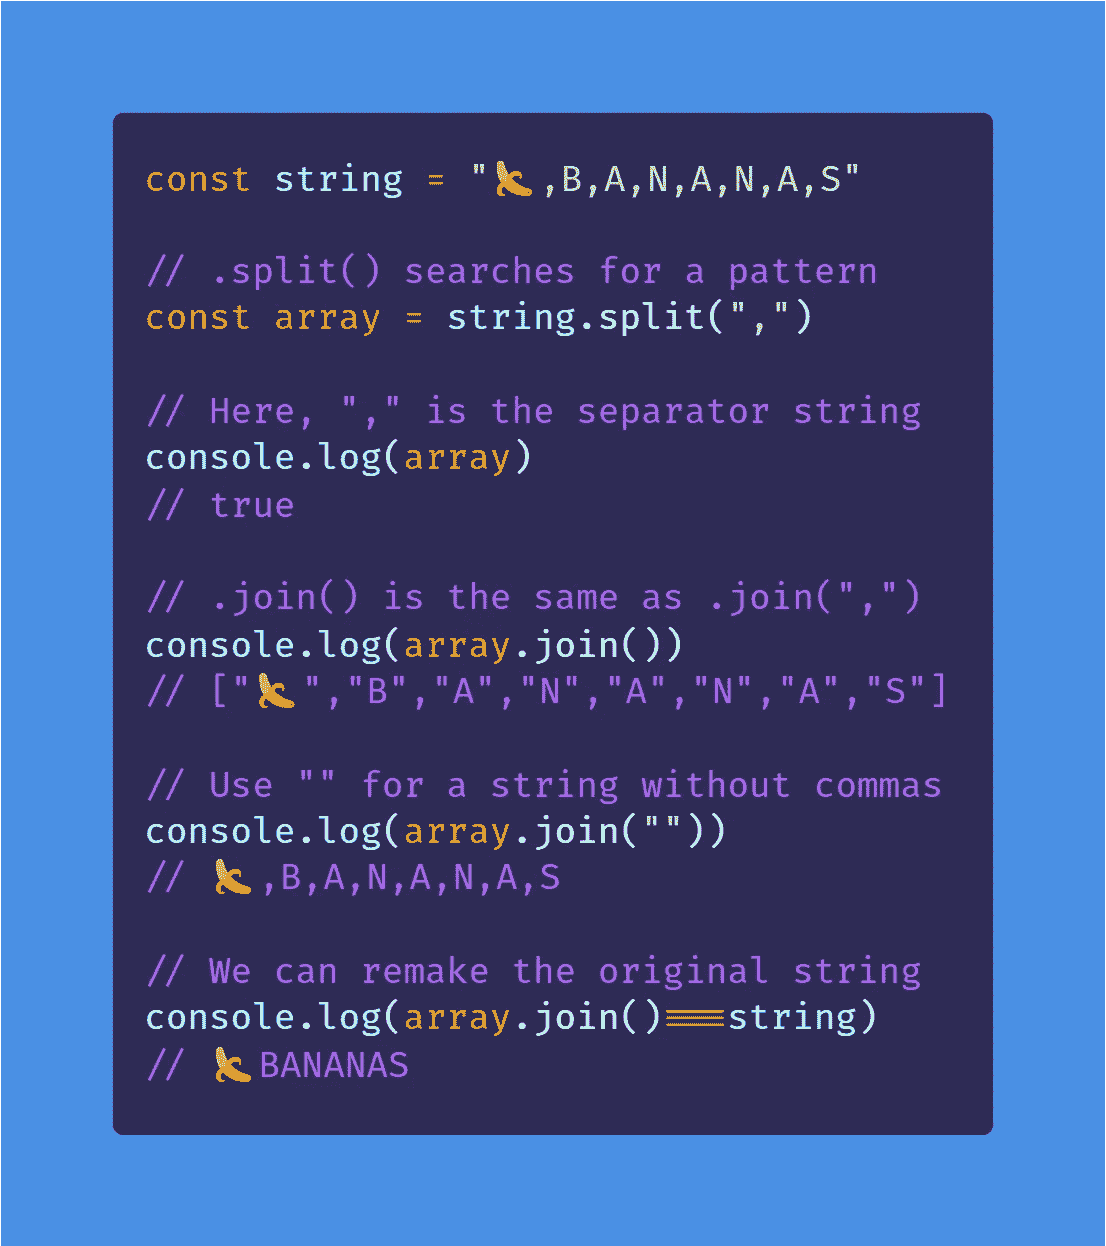 const string = "🍌,B,A,N,A,N,A,S"
// .split() searches for a pattern
const array = string.split(",")
// Here, "," is the separator string
console.log(array)
// true
// .join() is the same as .join(",")
console.log(array.join())
// ["🍌","B","A","N","A","N","A","S"]
// Use "" for a string without commas
console.log(array.join(""))
// 🍌,B,A,N,A,N,A,S
// We can remake the original string
console.log(array.join()===string)
// 🍌BANANAS